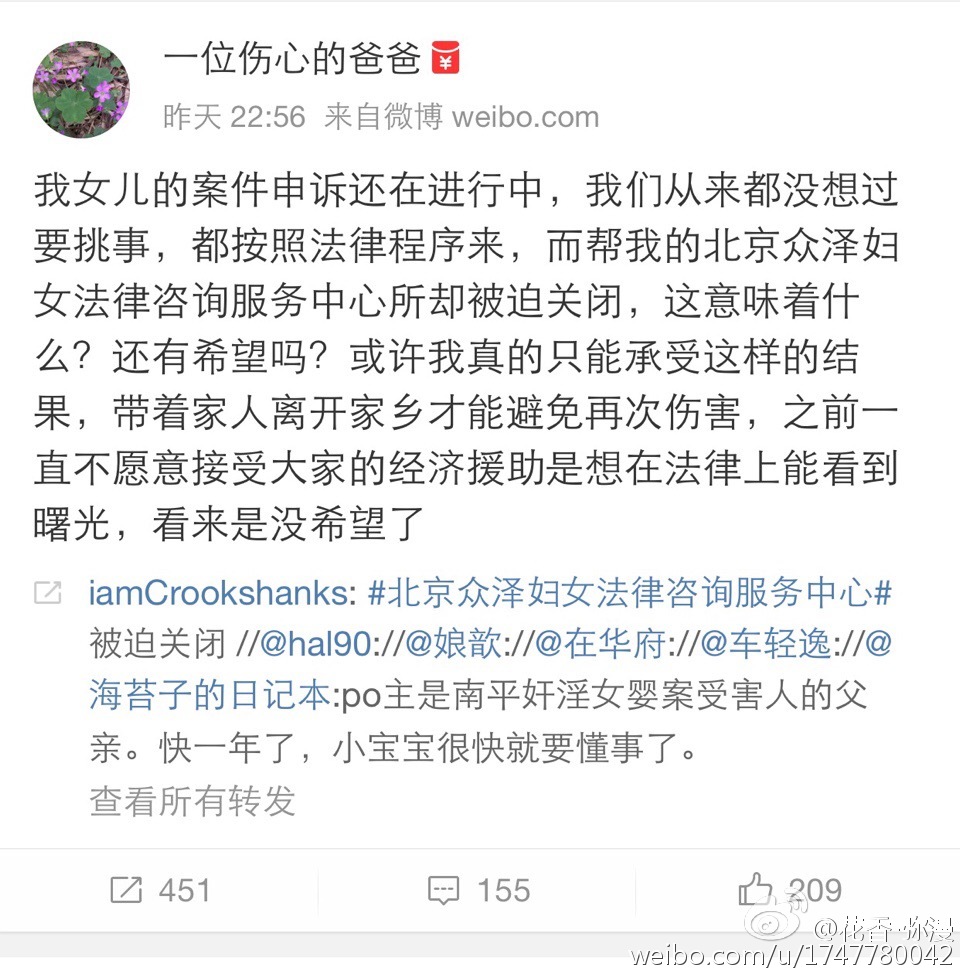 一位伤心的爸爸
昨天 22:56 来自微博 weibo.com
我女儿的案件申诉还在进行中，我们从来都没想过
要挑事，都按照法律程序来，而帮我的北京众泽妇
女法律咨询服务中心所却被迫关闭，这意味着什
么？还有希望吗？或许我真的只能承受这样的结
果，带着家人离开家乡才能避免再次伤害，之前一
直不愿意接受大家的经济援助是想在法律上能看到
曙光，看来是没希望了
iamCrookshanks: #北京众泽妇女法律咨询服务中心#
被迫关闭 //@hal90://@娘歆://@在华府://@车轻逸://@
海苔子的日记本:po主是南平奸淫女婴案受害人的父
亲。快一年了，小宝宝很快就要懂事了。
查看所有转发
451 155 209
@花香-弥漫
weibo.com/u/1747780042